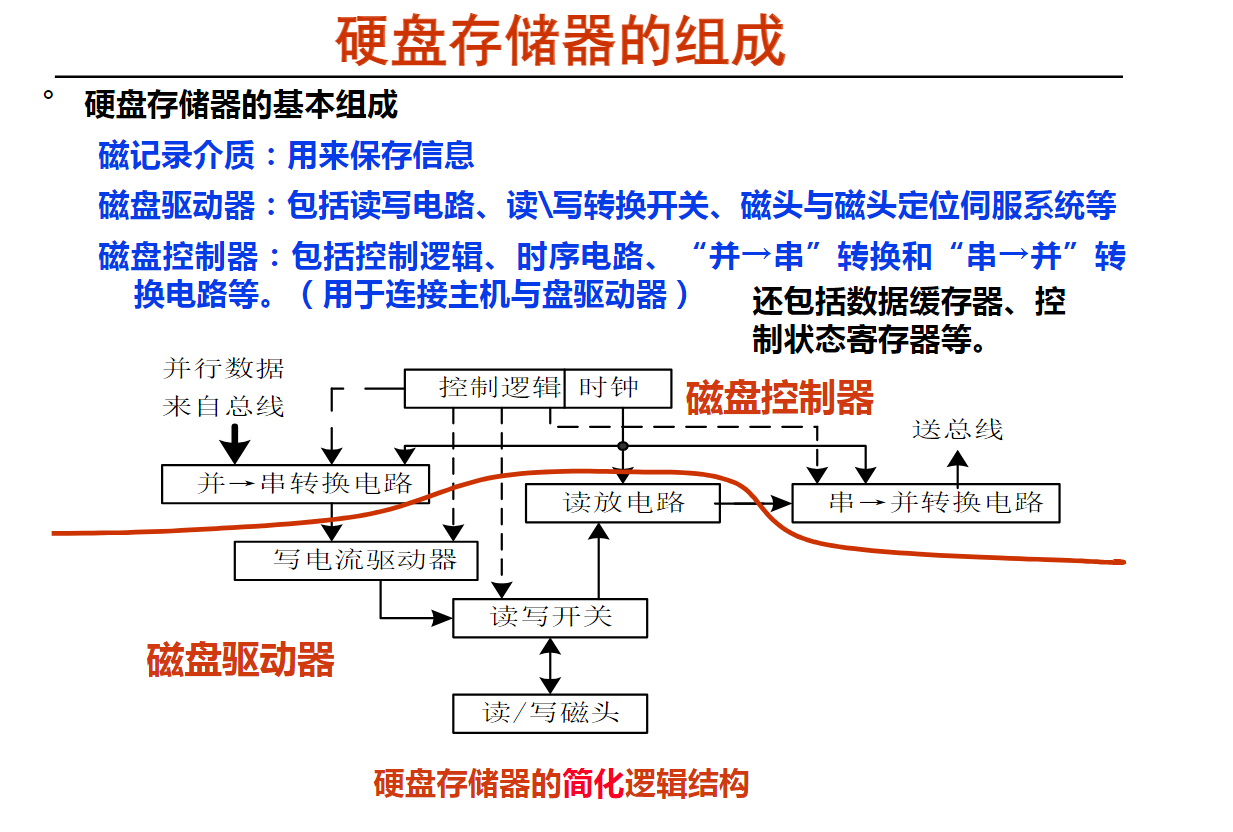 硬盘存储器的组成
° 硬盘存储器的基本组成
磁记录介质：用来保存信息
磁盘驱动器：包括读写电路、读\写转换开关、磁头与磁头定位伺服系统等
磁盘控制器：包括控制逻辑、时序电路、“并→串”转换和“串→并”转
换电路等。（用于连接主机与盘驱动器）
还包括数据缓存器、控
制状态寄存器等。
并行数据
来自总线
控制逻辑 时钟
磁盘控制器
送总线
并→串转换电路
读放电路
串→并转换电路
写电流驱动器
读写开关
磁盘驱动器
读/写磁头
硬盘存储器的简化逻辑结构